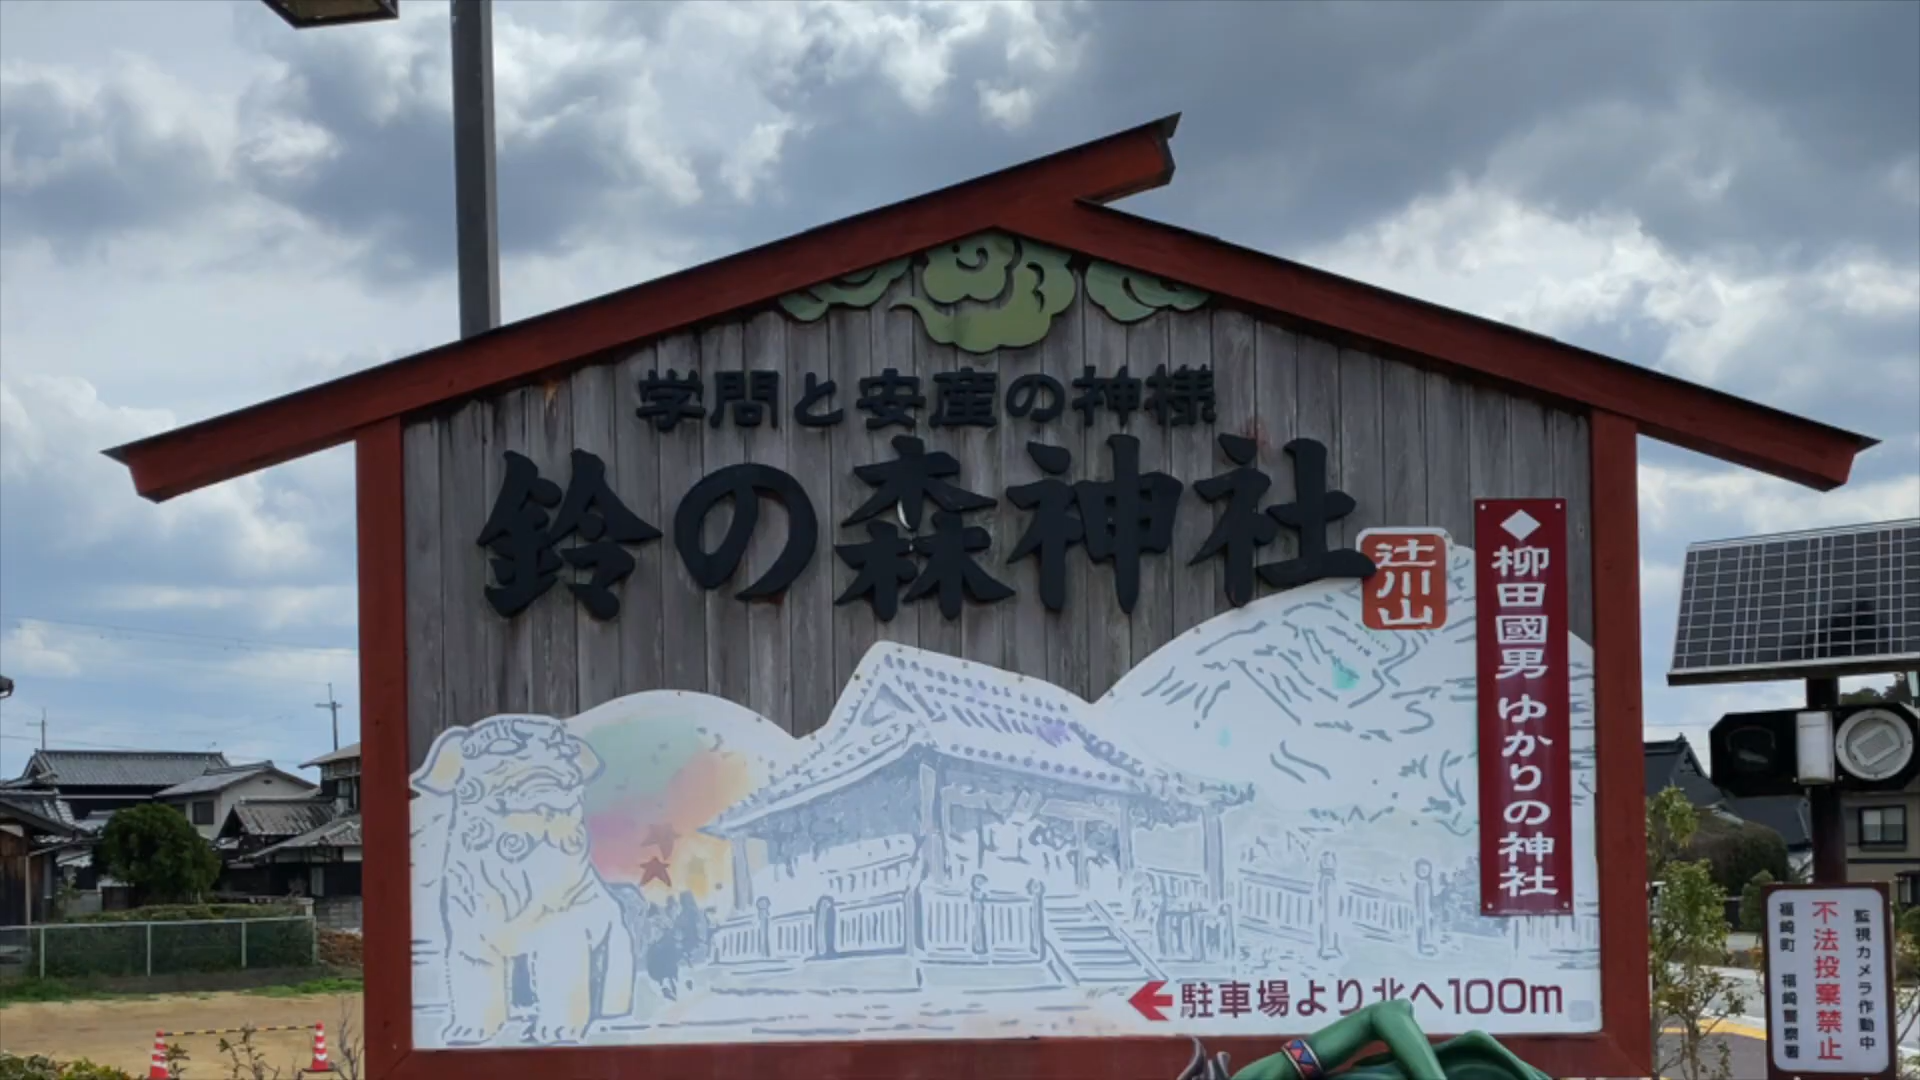 学問と安産の神様
鈴の森神社
辻川山
◆柳田國男ゆかりの神社
←駐車場より北へ100m
監視カメラ作動中
不法投棄禁止
福崎町 福崎警察署